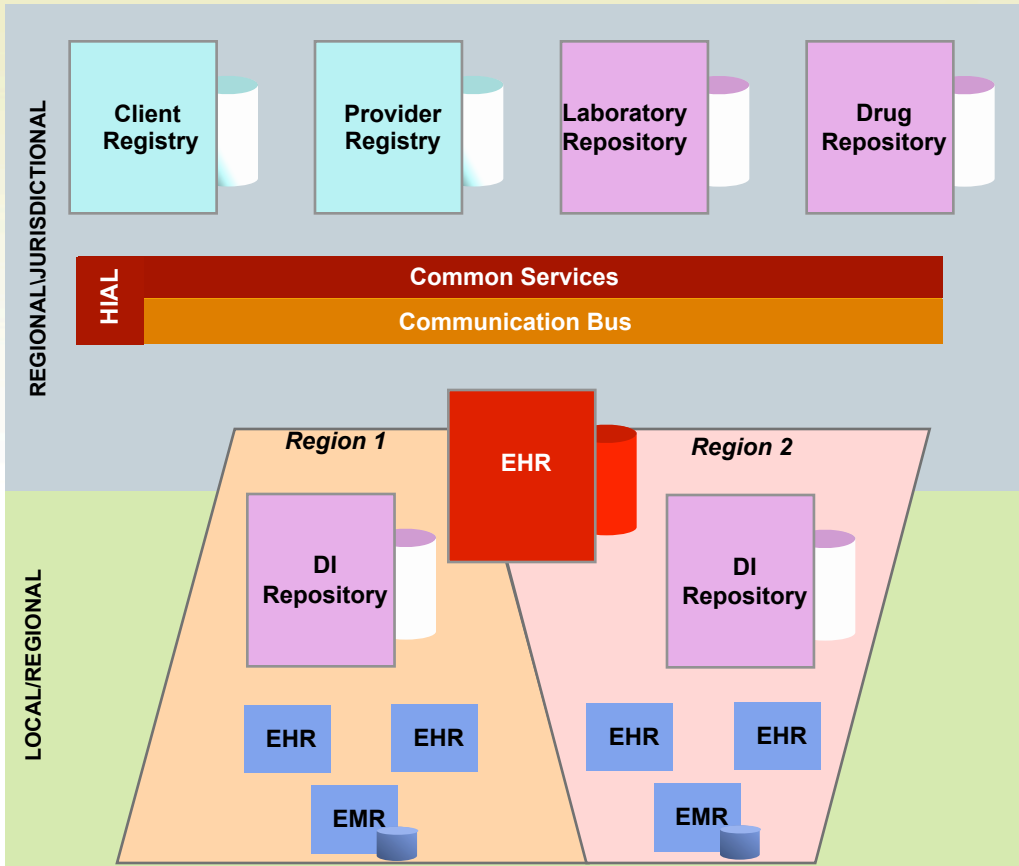 REGIONAL\JURISDICTIONAL
Client
Registry
Provider
Registry
Laboratory
Repository
Drug
Repository
HIAL
Common Services
Communication Bus
EHR
Region 1
Region 2
LOCAL/REGIONAL
DI
Repository
DI
Repository
EHR
EHR
EHR
EHR
EMR
EMR